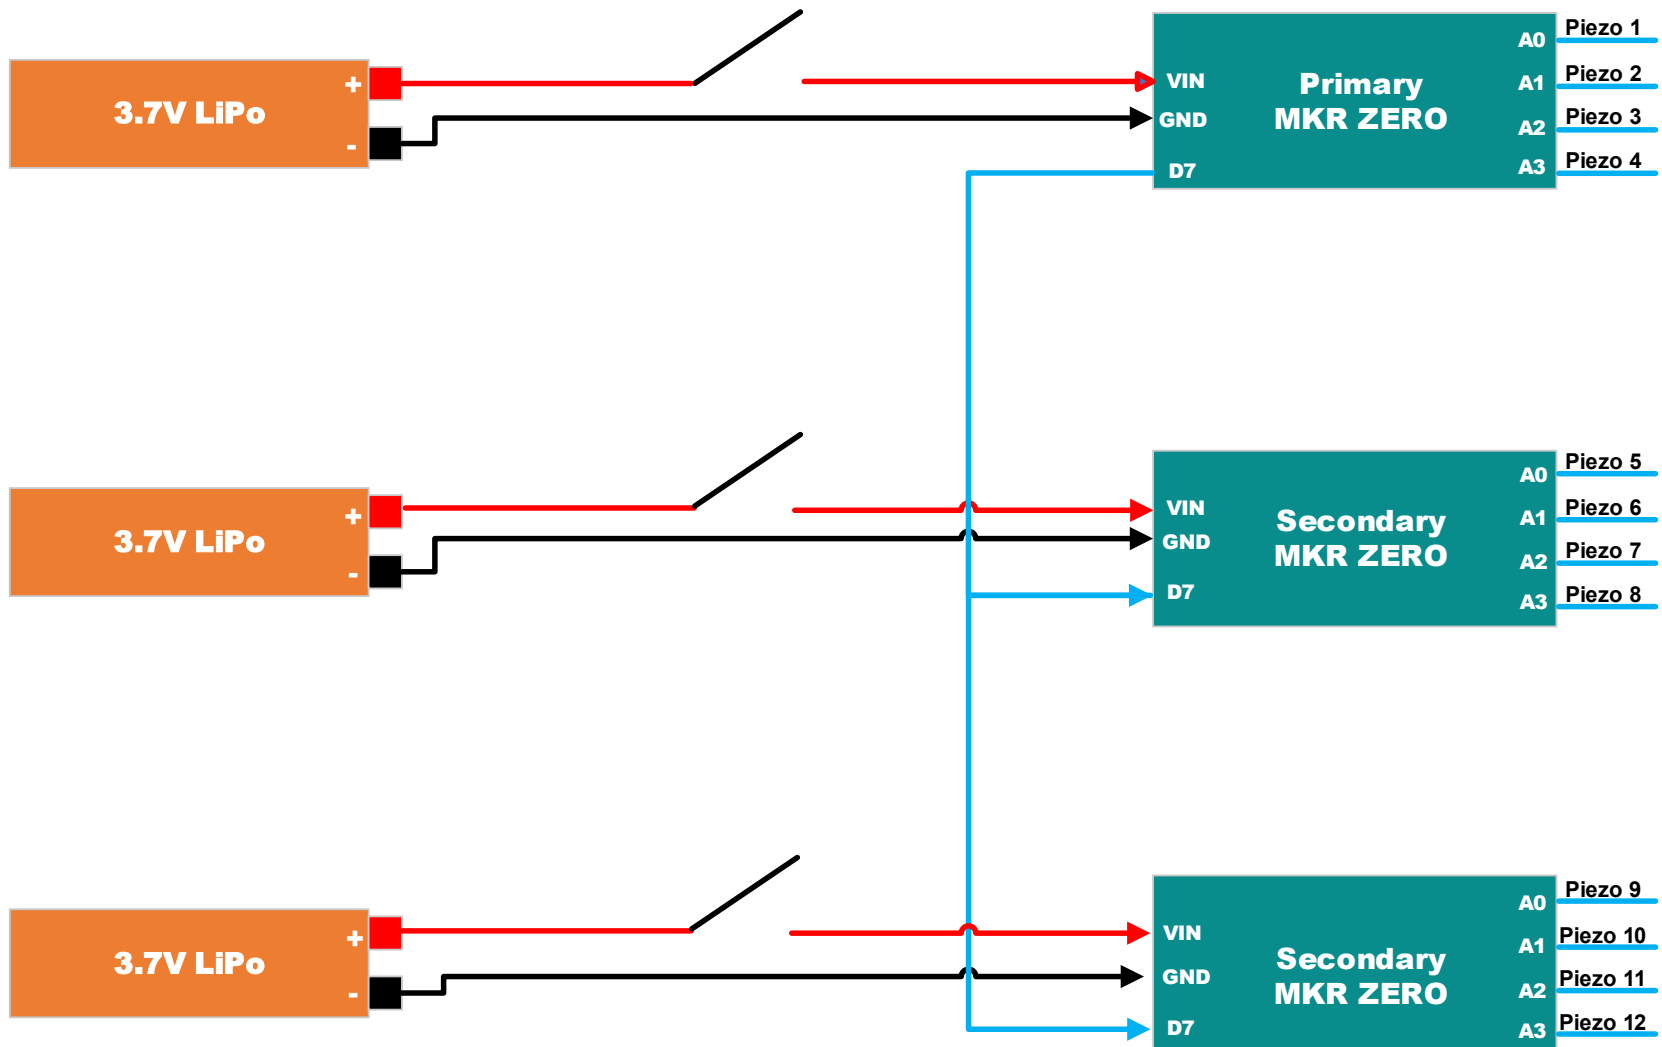 3.7V LiPo
+
-
VIN
GND
D7
Primary
MKR ZERO
A0
A1
A2
A3
Piezo 1
Piezo 2
Piezo 3
Piezo 4
3.7V LiPo
+
-
VIN
GND
D7
Secondary
MKR ZERO
A0
A1
A2
A3
Piezo 5
Piezo 6
Piezo 7
Piezo 8
3.7V LiPo
+
-
VIN
GND
D7
Secondary
MKR ZERO
A0
A1
A2
A3
Piezo 9
Piezo 10
Piezo 11
Piezo 12